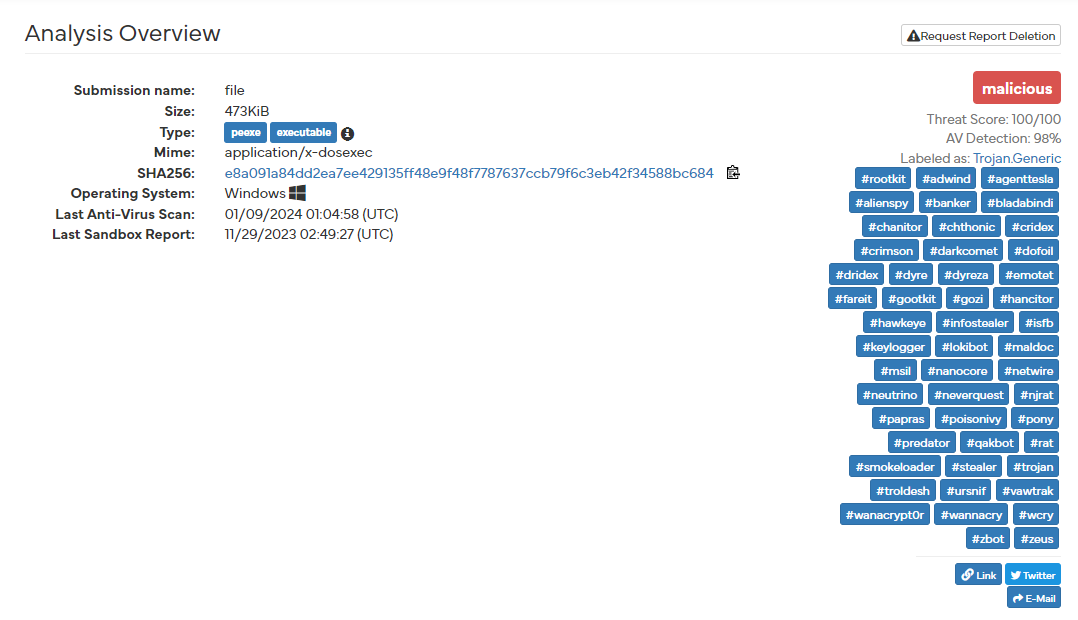 Analysis Overview
Request Report Deletion
Submission name: file
Size: 473KiB
Type: peexe executable
Mime: application/x-dosexec
SHA256: e8a091a84dd2ea7ee429135ff48e9f48f7787637ccb79f6c3eb42f34588bc684
Operating System: Windows
Last Anti-Virus Scan: 01/09/2024 01:04:58 (UTC)
Last Sandbox Report: 11/29/2023 02:49:27 (UTC)
malicious
Threat Score: 100/100
AV Detection: 98%
Labeled as: Trojan.Generic
#rootkit #adwind #agenttesla
#alienspy #banker #bladabindi
#chanitor #chthonic #cridex
#crimson #darkcomet #dofoil
#dridex #dyre #dyreza #emotet
#fareit #gootkit #gozi #hancitor
#hawkeye #infostealer #isfb
#keylogger #lokibot #maldoc
#msil #nanocore #netwire
#neutrino #neverquest #njrat
#papras #poisonivy #pony
#predator #qakbot #rat
#smokeloader #stealer #trojan
#troldesh #ursnif #vawtrak
#wanacrypt0r #wannacry #wcry
#zbot #zeus
Link Twitter
E-Mail